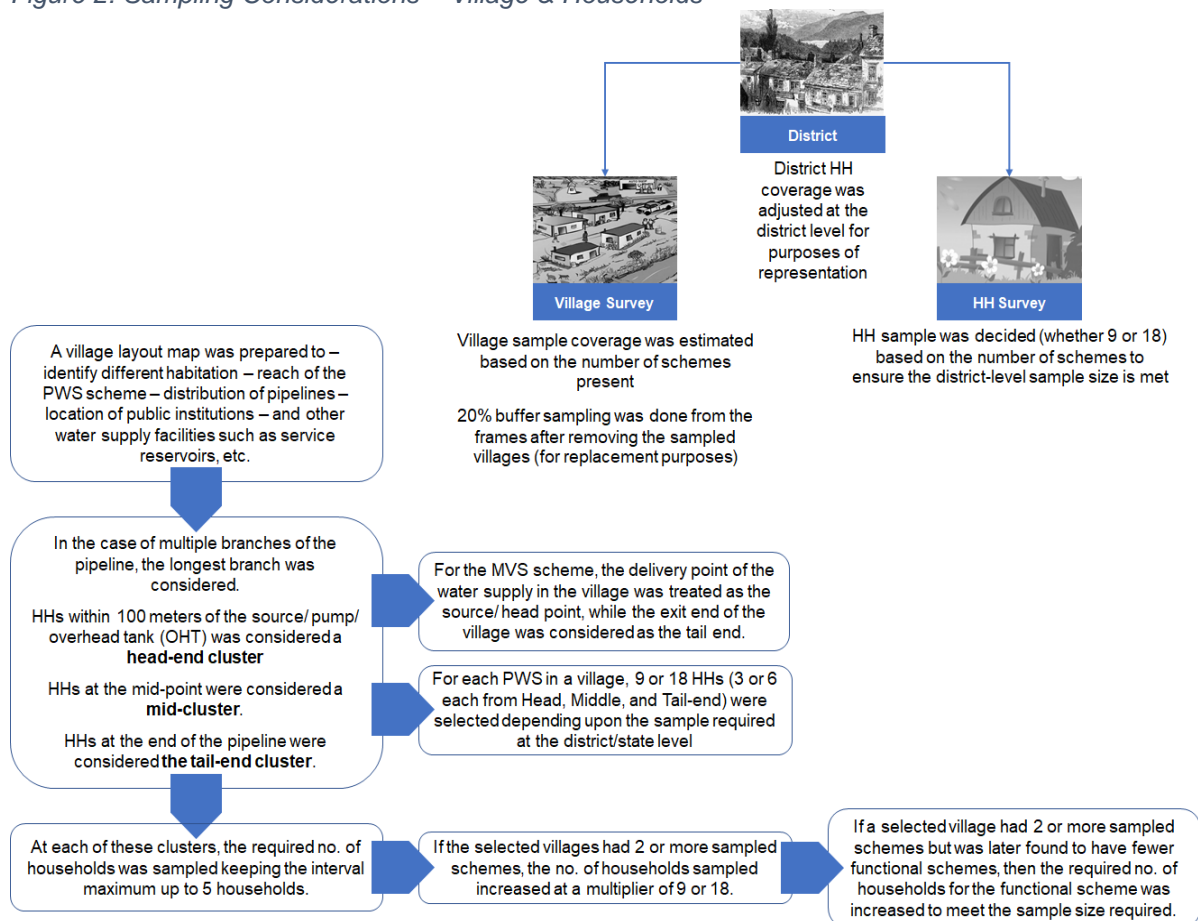 Figure 2: Sampling Considerations – Village & Households
District
District HH
coverage was
adjusted at the
district level for
purposes of
representation
Village Survey
Village sample coverage was estimated
based on the number of schemes
present
20% buffer sampling was done from the
frames after removing the sampled
villages (for replacement purposes)
HH Survey
HH sample was decided (whether 9 or 18)
based on the number of schemes to
ensure the district-level sample size is met
A village layout map was prepared to –
identify different habitation – reach of the
PWS scheme – distribution of pipelines –
location of public institutions – and other
water supply facilities such as service
reservoirs, etc.
In the case of multiple branches of the
pipeline, the longest branch was
considered.
HHs within 100 meters of the source/ pump/
overhead tank (OHT) was considered a
head-end cluster
HHs at the mid-point were considered a
mid-cluster.
HHs at the end of the pipeline were
considered the tail-end cluster.
For the MVS scheme, the delivery point of the
water supply in the village was treated as the
source/ head point, while the exit end of the
village was considered as the tail end.
For each PWS in a village, 9 or 18 HHs (3 or 6
each from Head, Middle, and Tail-end) were
selected depending upon the sample required
at the district/state level
At each of these clusters, the required no. of
households was sampled keeping the interval
maximum up to 5 households.
If the selected villages had 2 or more sampled
schemes, the no. of households sampled
increased at a multiplier of 9 or 18.
If a selected village had 2 or more sampled
schemes but was later found to have fewer
functional schemes, then the required no. of
households for the functional scheme was
increased to meet the sample size required.